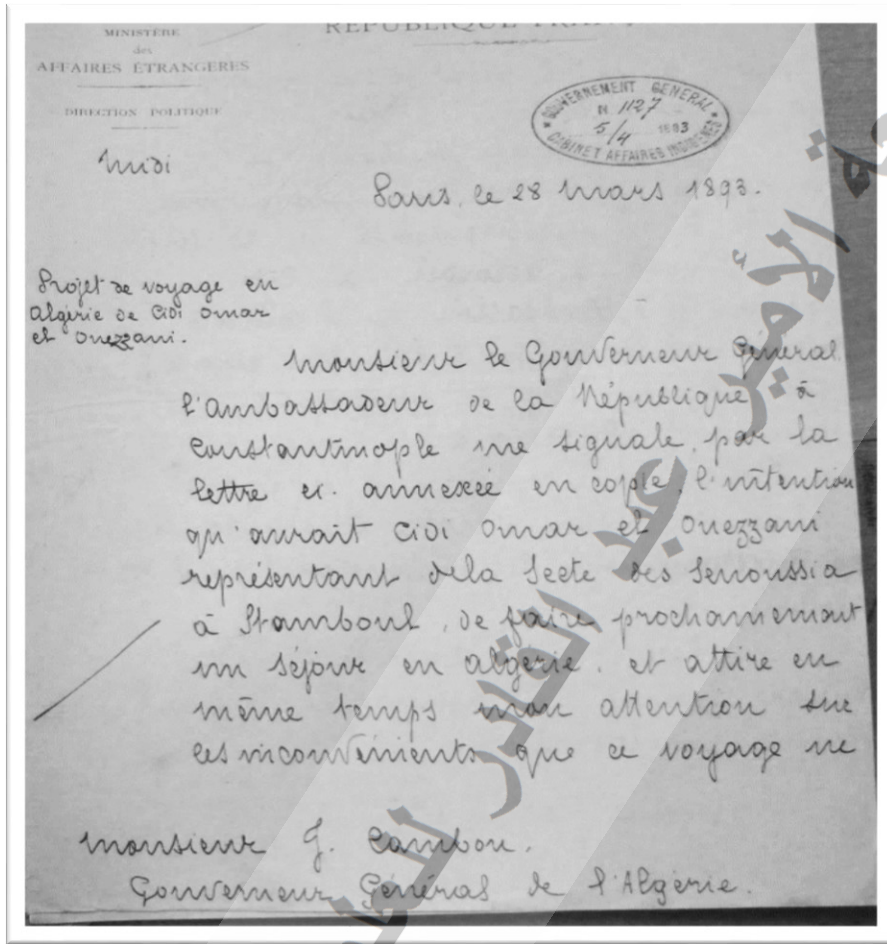 MINISTÈRE
des
AFFAIRES ÉTRANGÈRES
DIRECTION POLITIQUE
RÉPUBLIQUE
GOUVERNEMENT GÉNÉRAL
N 1127
5/4 1893
CABINET AFFAIRES INDIGÈNES
Midi
Paris, le 28 Mars 1893.
Projet de voyage en
Algérie de Cidi Omar
el Ouezzani.
Monsieur le Gouverneur Général
l'Ambassadeur de la République à
Constantinople me signale, par la
lettre ci-annexée en copie, l'intention
qu'aurait Cidi Omar el Ouezzani
représentant de la Secte des Senoussia
à Stamboul, de faire prochainement
un séjour en Algérie. et attire en
même temps mon attention sur
les inconvénients que ce voyage ne
Monsieur J. Cambon.
Gouverneur Général de l'Algérie.
عبد القادر